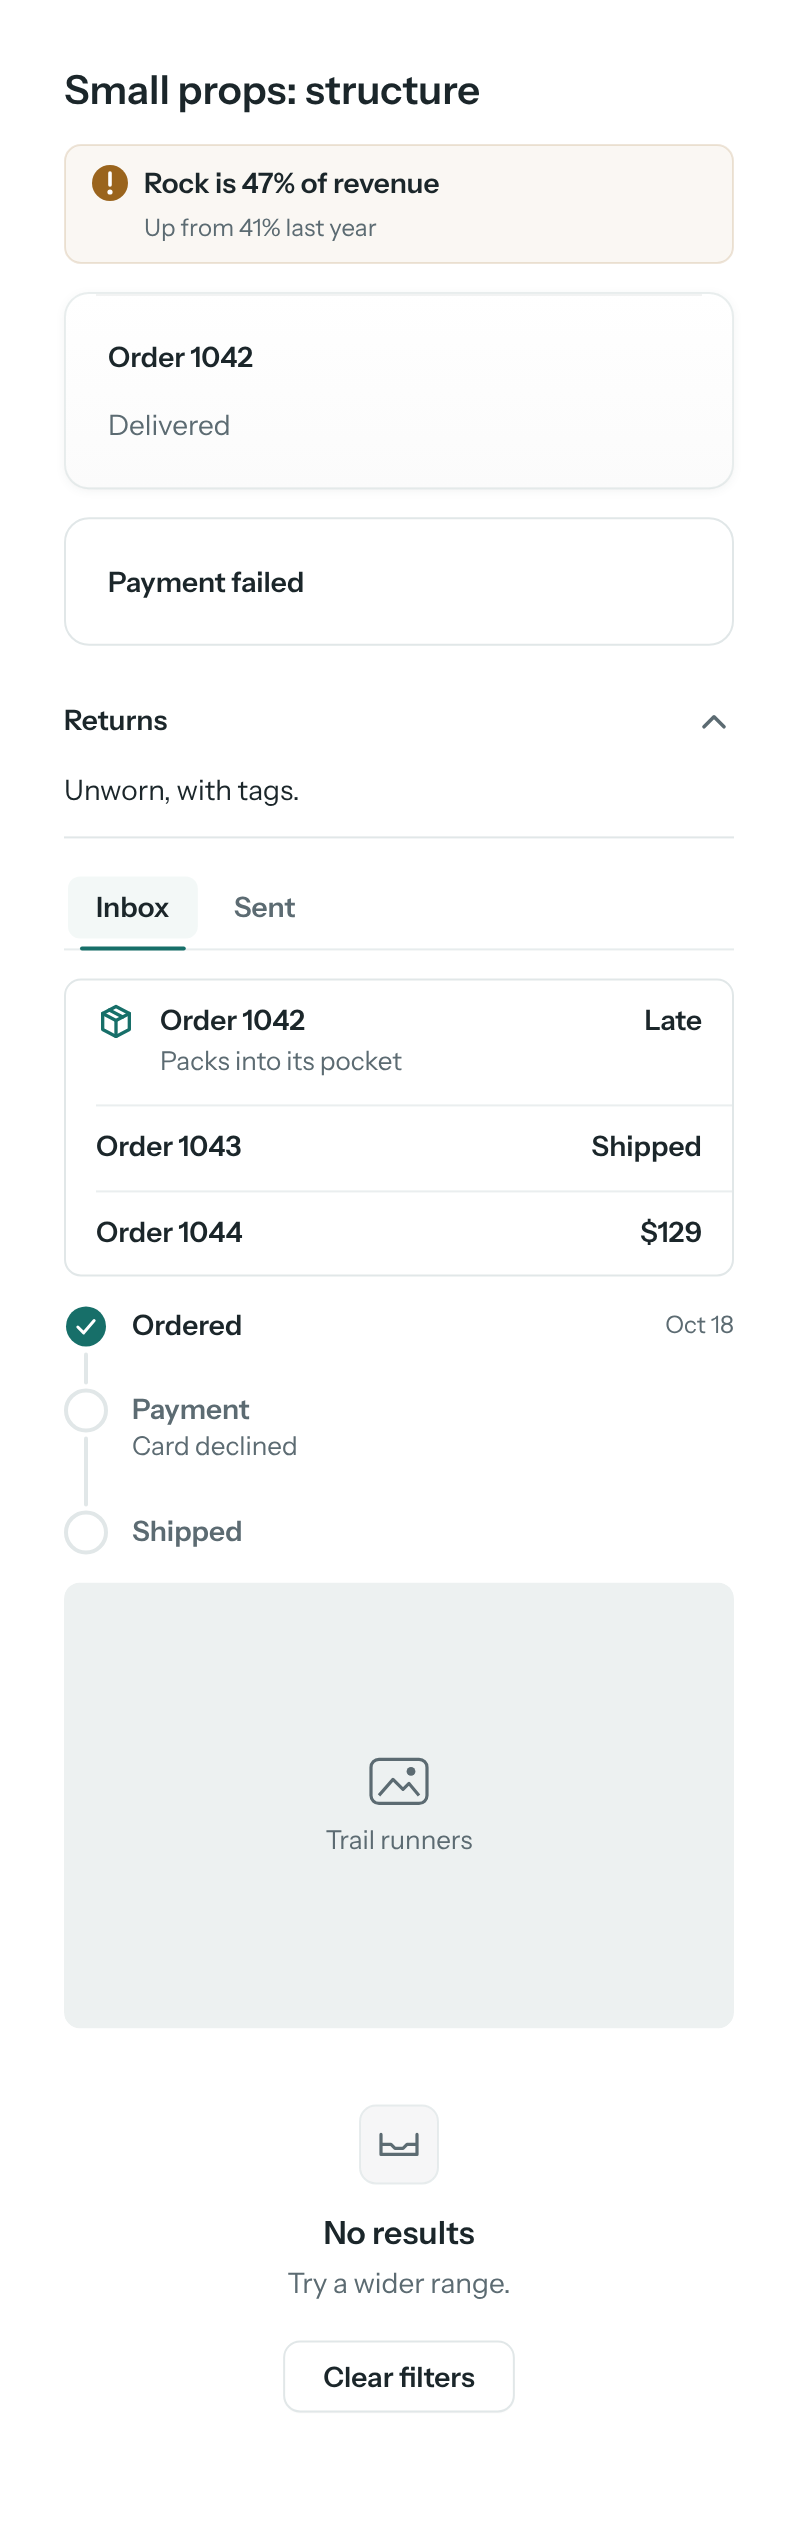 Small props: structure
Rock is 47% of revenue
Up from 41% last year
Order 1042
Delivered
Payment failed
Returns
Unworn, with tags.
Inbox
Sent
Order 1042
Late
Packs into its pocket
Order 1043
Shipped
Order 1044
$129
Ordered
Oct 18
Payment
Card declined
Shipped
Trail runners
No results
Try a wider range.
Clear filters